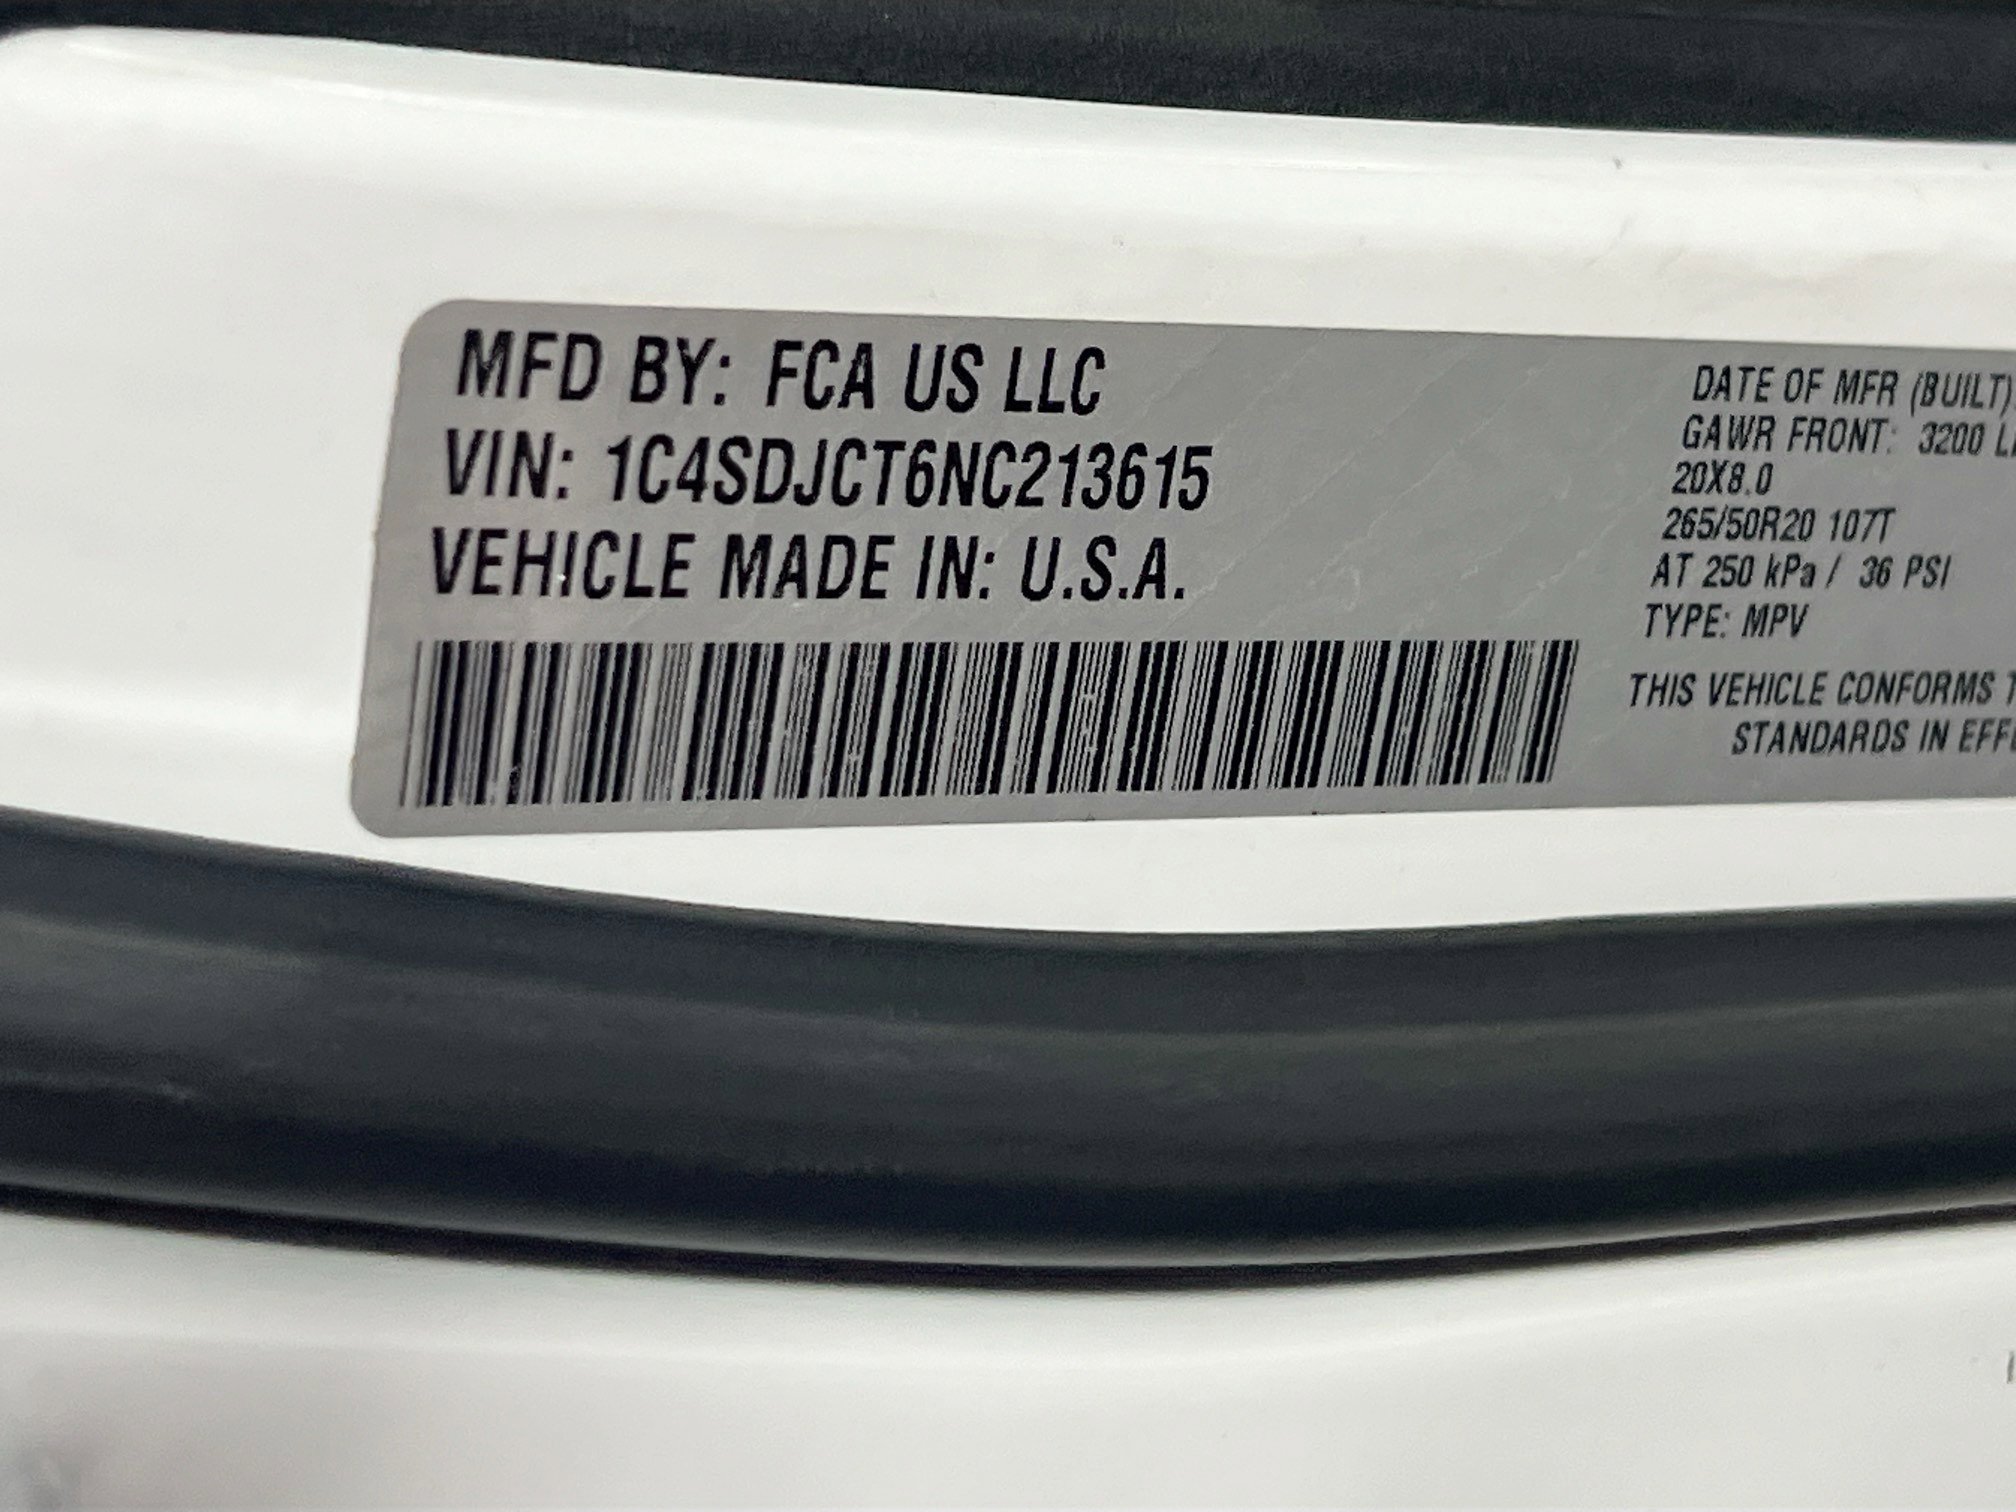 MFD BY: FCA US LLC
VIN: 1C4SDJCT6NC213615
VEHICLE MADE IN: U.S.A.
DATE OF MFR (BUILT)
GAWR FRONT: 3200
20X8.0
265/50R20 107T
AT 250 kPa / 36 PSI
TYPE: MPV
THIS VEHICLE CONFORMS
STANDARDS IN